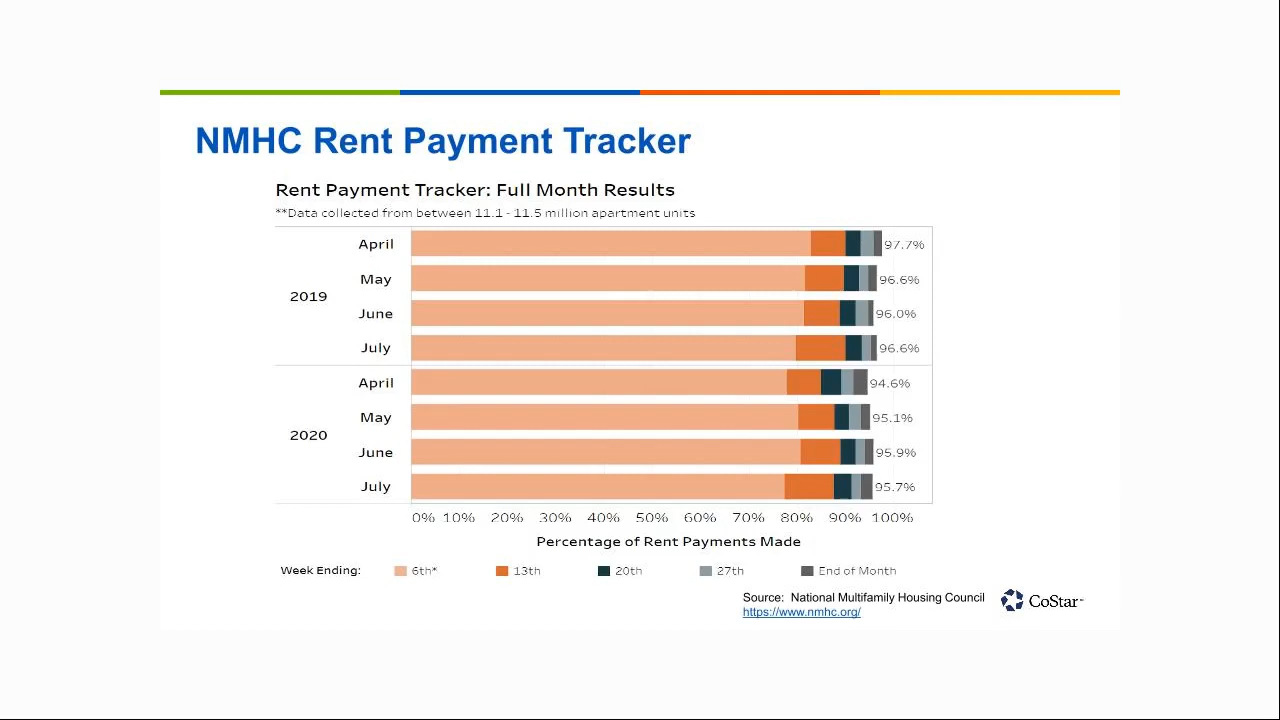 NMHC Rent Payment Tracker
Rent Payment Tracker: Full Month Results
**Data collected from between 11.1 - 11.5 million apartment units
2019
April 97.7%
May 96.6%
June 96.0%
July 96.6%
2020
April 94.6%
May 95.1%
June 95.9%
July 95.7%
0% 10% 20% 30% 40% 50% 60% 70% 80% 90% 100%
Percentage of Rent Payments Made
Week Ending: 6th* 13th 20th 27th End of Month
Source: National Multifamily Housing Council
https://www.nmhc.org/
CoStar™